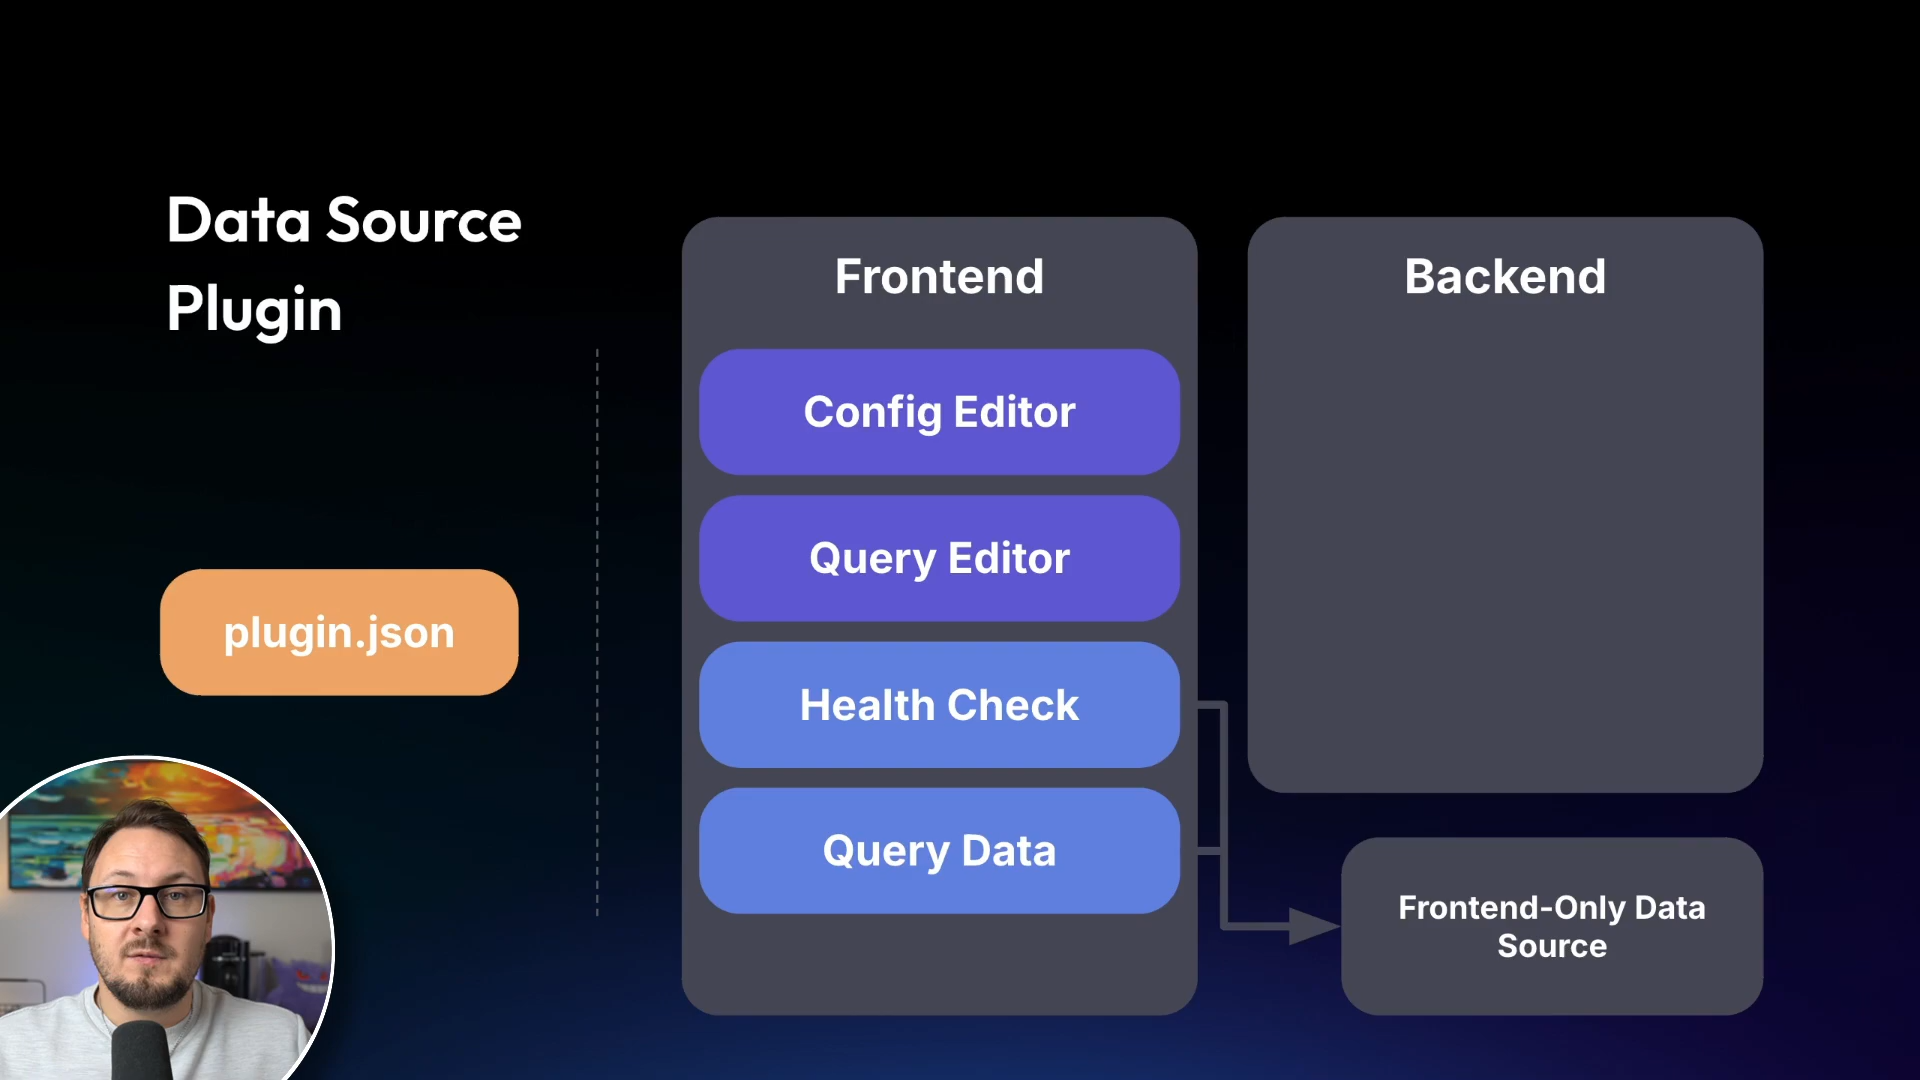 Data Source
Plugin
plugin.json
Frontend
Config Editor
Query Editor
Health Check
Query Data
Backend
Frontend-Only Data
Source